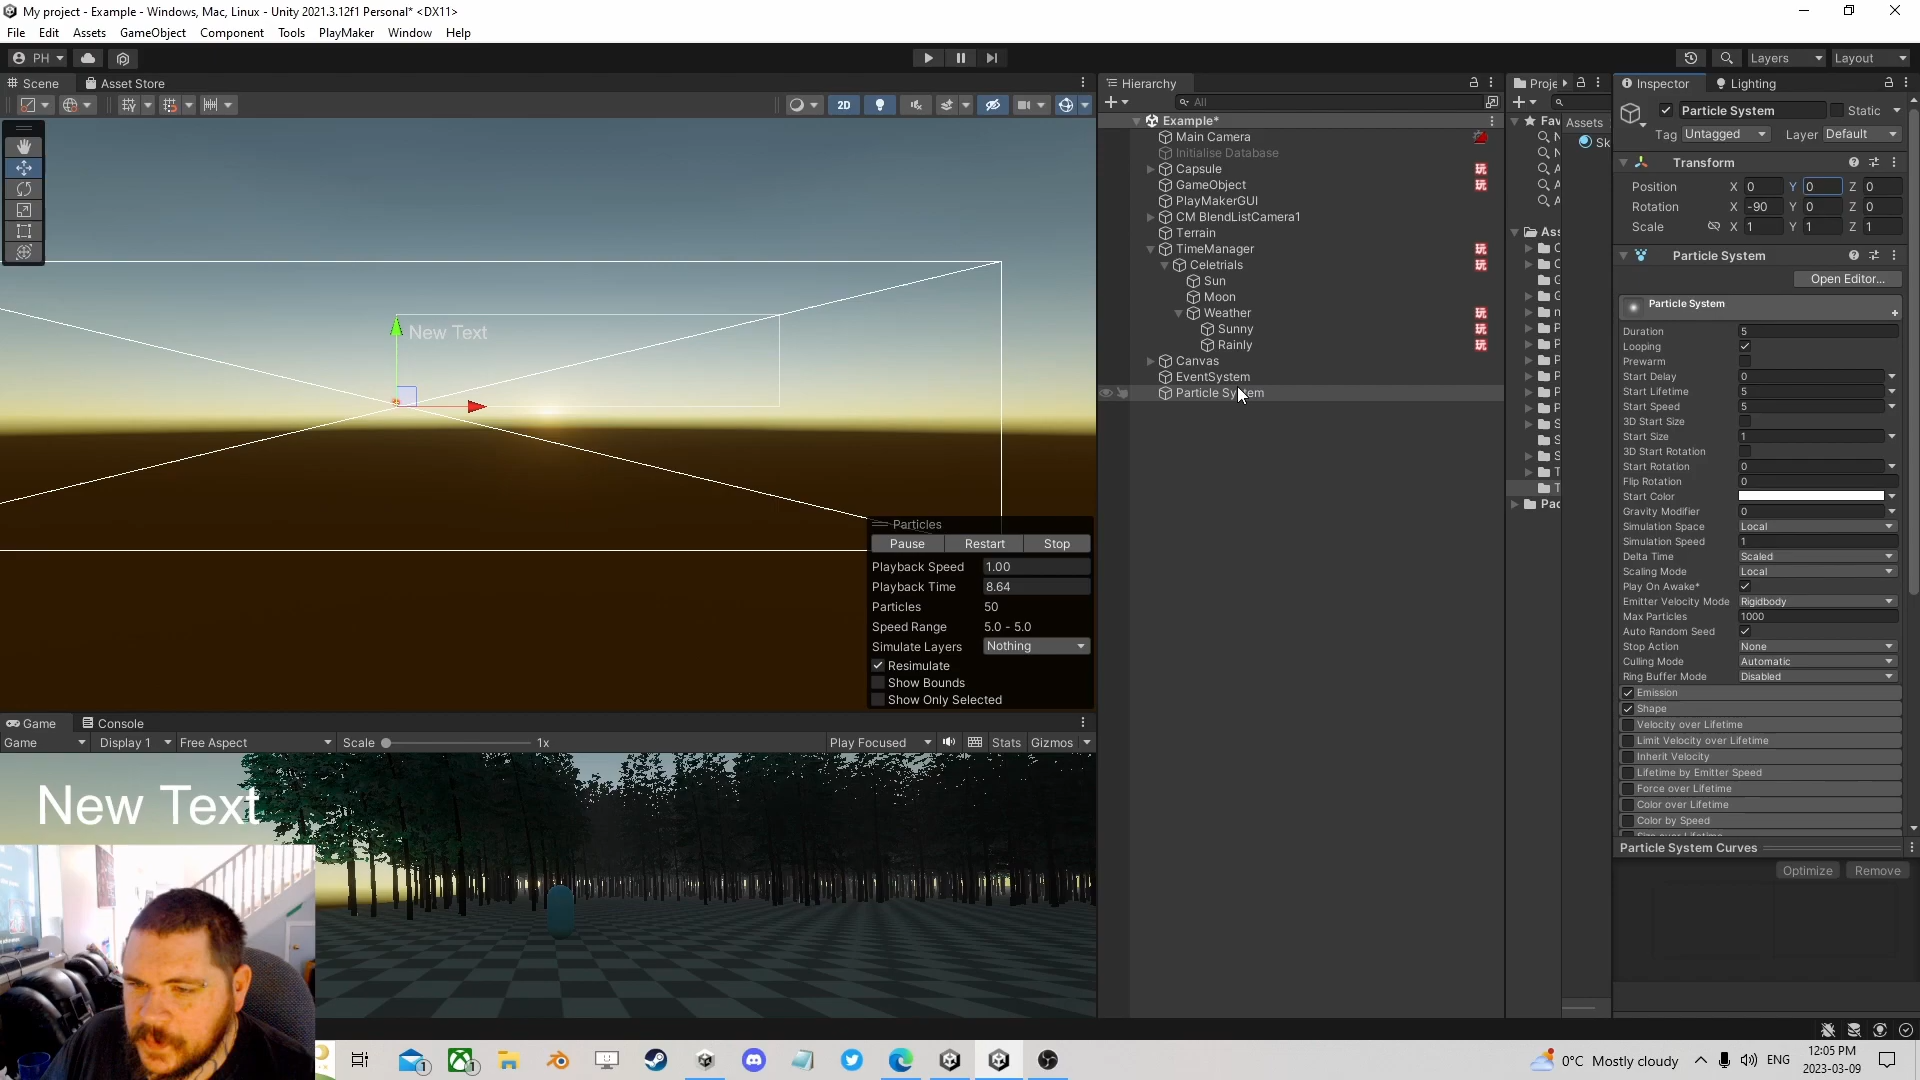 My project - Example - Windows, Mac, Linux - Unity 2021.3.12f1 Personal* <DX11>
File Edit Assets GameObject Component Tools PlayMaker Window Help
PH
Layers Layout
Scene Asset Store
2D
New Text
Particles
Pause Restart Stop
Playback Speed 1.00
Playback Time 8.64
Particles 50
Speed Range 5.0 - 5.0
Simulate Layers Nothing
Resimulate
Show Bounds
Show Only Selected
Game Console
Game Display 1 Free Aspect Scale 1x Play Focused Stats Gizmos
New Text
Hierarchy
All
Example*
Main Camera
Initialise Database
Capsule
GameObject
PlayMakerGUI
CM BlendListCamera1
Terrain
TimeManager
Celetrials
Sun
Moon
Weather
Sunny
Rainly
Canvas
EventSystem
Particle System
Proje
Fav
Assets
Sk
Ass
Pac
Inspector Lighting
Particle System Static
Tag Untagged Layer Default
Transform
Position X 0 Y 0 Z 0
Rotation X -90 Y 0 Z 0
Scale X 1 Y 1 Z 1
Particle System
Open Editor...
Particle System
Duration 5
Looping
Prewarm
Start Delay 0
Start Lifetime 5
Start Speed 5
3D Start Size
Start Size 1
3D Start Rotation
Start Rotation 0
Flip Rotation 0
Start Color
Gravity Modifier 0
Simulation Space Local
Simulation Speed 1
Delta Time Scaled
Scaling Mode Local
Play On Awake*
Emitter Velocity Mode Rigidbody
Max Particles 1000
Auto Random Seed
Stop Action None
Culling Mode Automatic
Ring Buffer Mode Disabled
Emission
Shape
Velocity over Lifetime
Limit Velocity over Lifetime
Inherit Velocity
Lifetime by Emitter Speed
Force over Lifetime
Color over Lifetime
Color by Speed
Size over Lifetime
Particle System Curves
Optimize Remove
0°C Mostly cloudy ENG
12:05 PM
2023-03-09